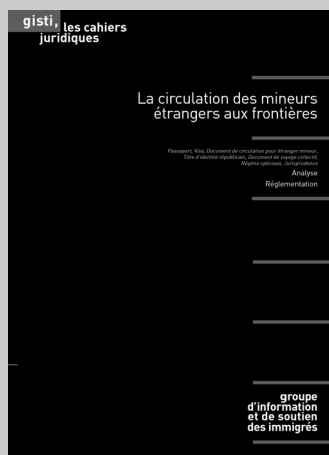 gisti, les cahiers
juridiques
La circulation des mineurs
étrangers aux frontières
Passeport, Visa, Document de circulation pour étranger mineur,
Titre d'identité républicain, Document de voyage collectif,
Régime spéciaux, Jurisprudence
Analyse
Réglementation
groupe
d'information
et de soutien
des immigrés